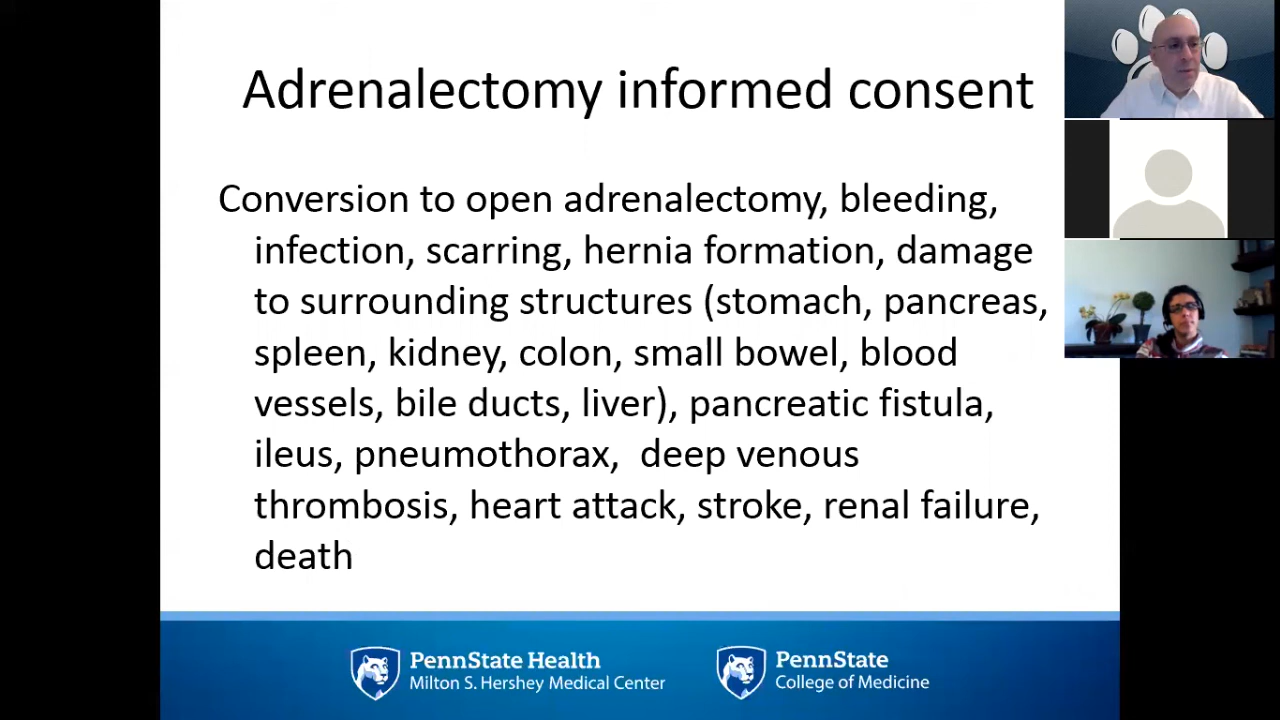 Adrenalectomy informed consent
Conversion to open adrenalectomy, bleeding,
infection, scarring, hernia formation, damage
to surrounding structures (stomach, pancreas,
spleen, kidney, colon, small bowel, blood
vessels, bile ducts, liver), pancreatic fistula,
ileus, pneumothorax,  deep venous
thrombosis, heart attack, stroke, renal failure,
death
PennState Health
Milton S. Hershey Medical Center
PennState
College of Medicine